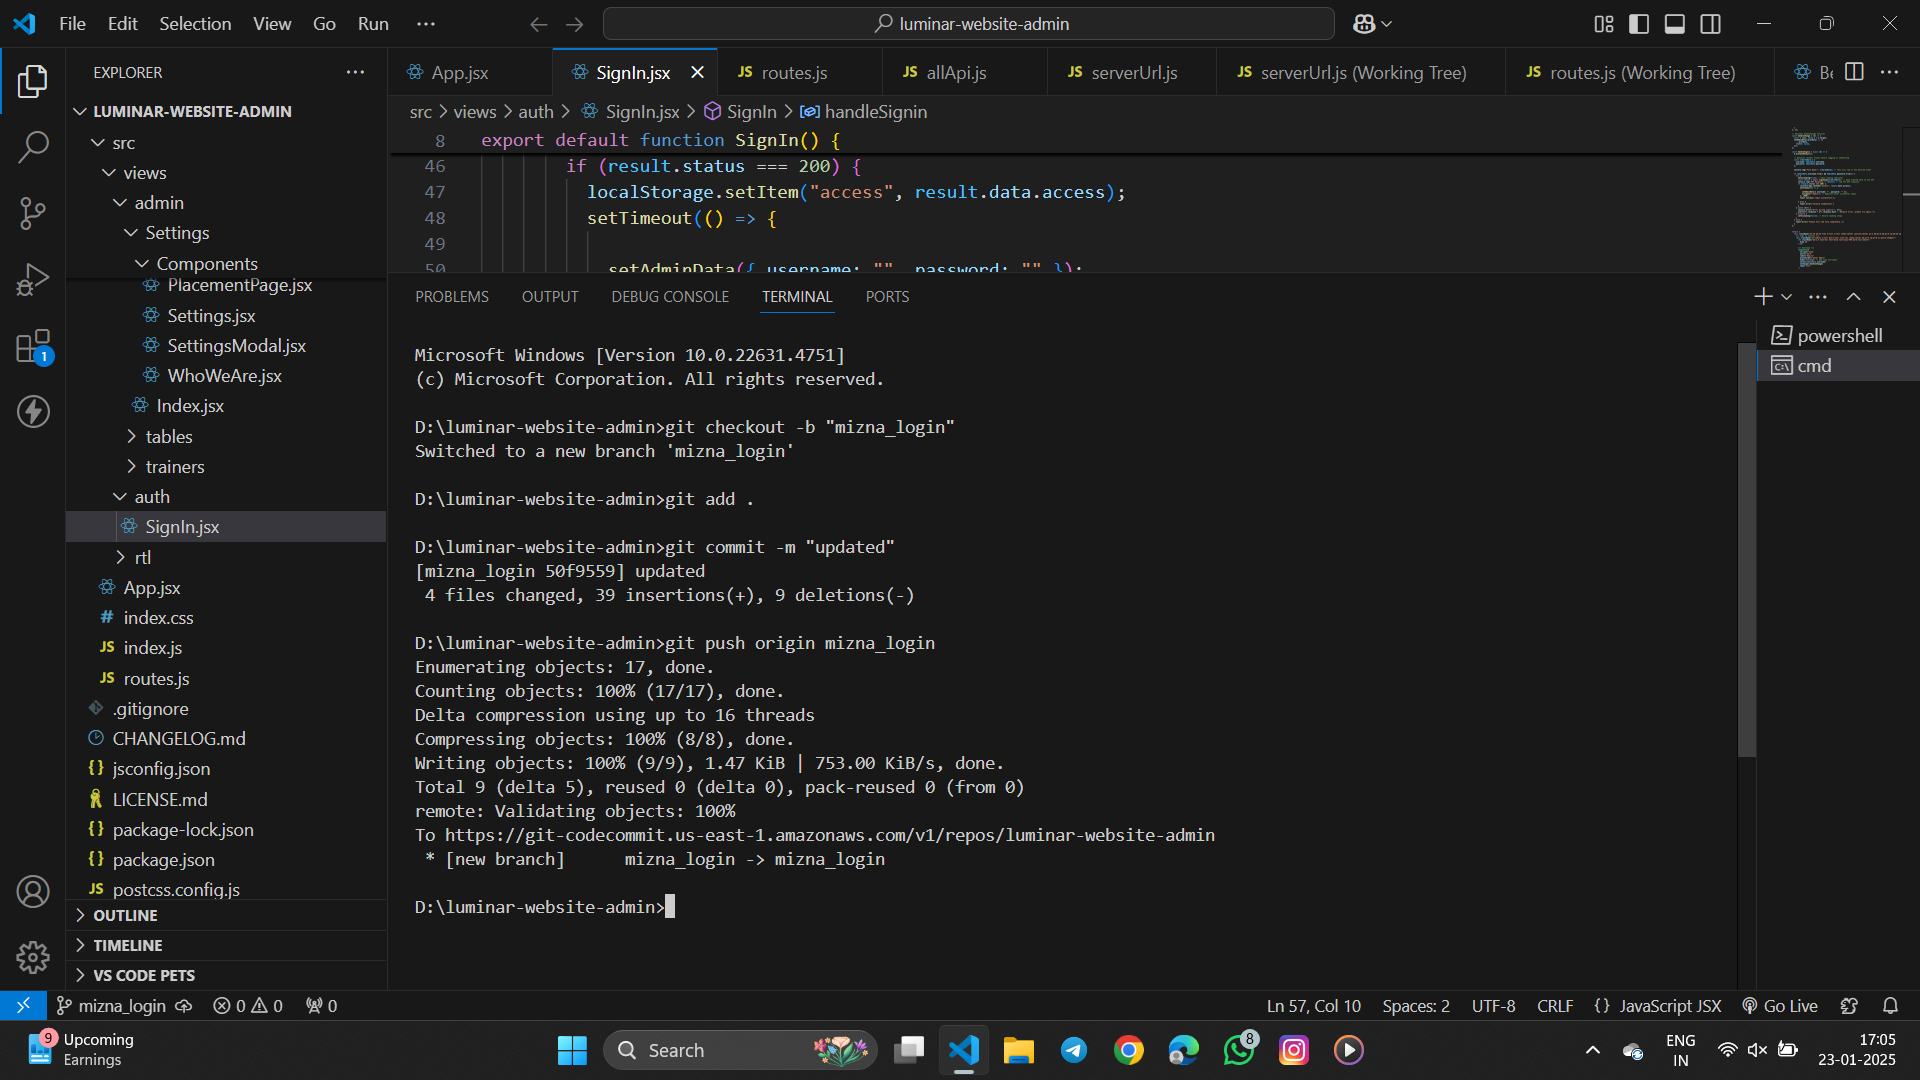 File Edit Selection View Go Run ···
luminar-website-admin
EXPLORER
LUMINAR-WEBSITE-ADMIN
src
views
admin
Settings
Components
PlacementPage.jsx
Settings.jsx
SettingsModal.jsx
WhoWeAre.jsx
Index.jsx
tables
trainers
auth
SignIn.jsx
rtl
App.jsx
# index.css
JS index.js
JS routes.js
.gitignore
CHANGELOG.md
{} jsconfig.json
LICENSE.md
{} package-lock.json
{} package.json
JS postcss.config.js
OUTLINE
TIMELINE
VS CODE PETS
1
App.jsx SignIn.jsx JS routes.js JS allApi.js JS serverUrl.js JS serverUrl.js (Working Tree) JS routes.js (Working Tree) Be
src > views > auth > SignIn.jsx > SignIn > handleSignin
8 export default function SignIn() {
46 if (result.status === 200) {
47 localStorage.setItem("access", result.data.access);
48 setTimeout(() => {
49
50 setAdminData({ username: "", password: "" });
PROBLEMS OUTPUT DEBUG CONSOLE TERMINAL PORTS
powershell
cmd
Microsoft Windows [Version 10.0.22631.4751]
(c) Microsoft Corporation. All rights reserved.
D:\luminar-website-admin>git checkout -b "mizna_login"
Switched to a new branch 'mizna_login'
D:\luminar-website-admin>git add .
D:\luminar-website-admin>git commit -m "updated"
[mizna_login 50f9559] updated
4 files changed, 39 insertions(+), 9 deletions(-)
D:\luminar-website-admin>git push origin mizna_login
Enumerating objects: 17, done.
Counting objects: 100% (17/17), done.
Delta compression using up to 16 threads
Compressing objects: 100% (8/8), done.
Writing objects: 100% (9/9), 1.47 KiB | 753.00 KiB/s, done.
Total 9 (delta 5), reused 0 (delta 0), pack-reused 0 (from 0)
remote: Validating objects: 100%
To https://git-codecommit.us-east-1.amazonaws.com/v1/repos/luminar-website-admin
* [new branch] mizna_login -> mizna_login
D:\luminar-website-admin>
mizna_login 0 0 0 Ln 57, Col 10 Spaces: 2 UTF-8 CRLF {} JavaScript JSX Go Live
9 Upcoming
Earnings
Search
8
ENG
IN
17:05
23-01-2025